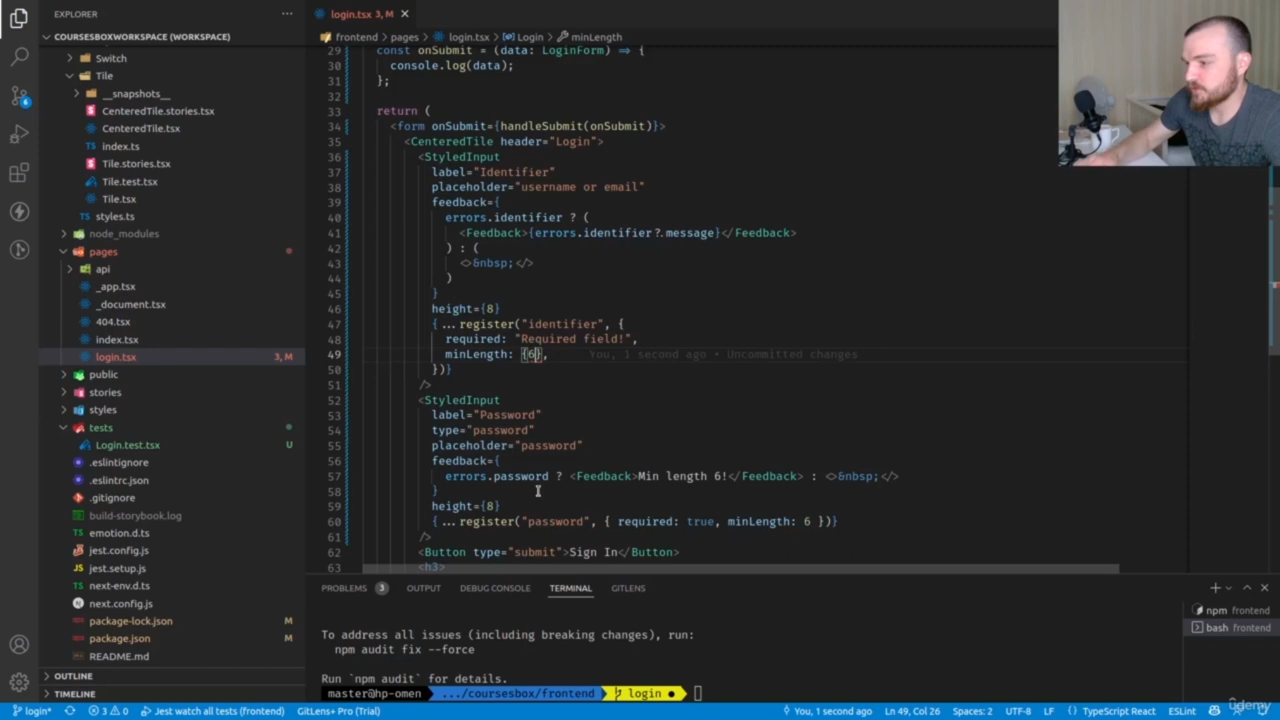 EXPLORER
COURSESBOXWORKSPACE (WORKSPACE)
Switch
Tile
__snapshots__
CenteredTile.stories.tsx
CenteredTile.tsx
index.ts
Tile.stories.tsx
Tile.test.tsx
Tile.tsx
styles.ts
node_modules
pages
api
_app.tsx
_document.tsx
404.tsx
index.tsx
login.tsx 3, M
public
stories
styles
tests
Login.test.tsx U
.eslintignore
.eslintrc.json
.gitignore
build-storybook.log
emotion.d.ts
jest.config.js
jest.setup.js
next-env.d.ts
next.config.js
package-lock.json M
package.json M
README.md
OUTLINE
TIMELINE
login.tsx 3, M
frontend > pages > login.tsx > Login > minLength
29 const onSubmit = (data: LoginForm) => {
30 console.log(data);
31 };
32
33 return (
34 <form onSubmit={handleSubmit(onSubmit)}>
35 <CenteredTile header="Login">
36 <StyledInput
37 label="Identifier"
38 placeholder="username or email"
39 feedback={
40 errors.identifier ? (
41 <Feedback>{errors.identifier?.message}</Feedback>
42 ) : (
43 <>&nbsp;</>
44 )
45 }
46 height={8}
47 {...register("identifier", {
48 required: "Required field!",
49 minLength: {6}, You, 1 second ago • Uncommitted changes
50 })}
51 />
52 <StyledInput
53 label="Password"
54 type="password"
55 placeholder="password"
56 feedback={
57 errors.password ? <Feedback>Min length 6!</Feedback> : <>&nbsp;</>
58 }
59 height={8}
60 {...register("password", { required: true, minLength: 6 })}
61 />
62 <Button type="submit">Sign In</Button>
63 <h3>
PROBLEMS 3 OUTPUT DEBUG CONSOLE TERMINAL GITLENS
To address all issues (including breaking changes), run:
npm audit fix --force
Run `npm audit` for details.
master@hp-omen .../coursesbox/frontend login ●
npm frontend
bash frontend
login* 3 0 Jest watch all tests (frontend) GitLens+ Pro (Trial) You, 1 second ago Ln 49, Col 26 Spaces: 2 UTF-8 LF {} TypeScript React ESLint
udemy